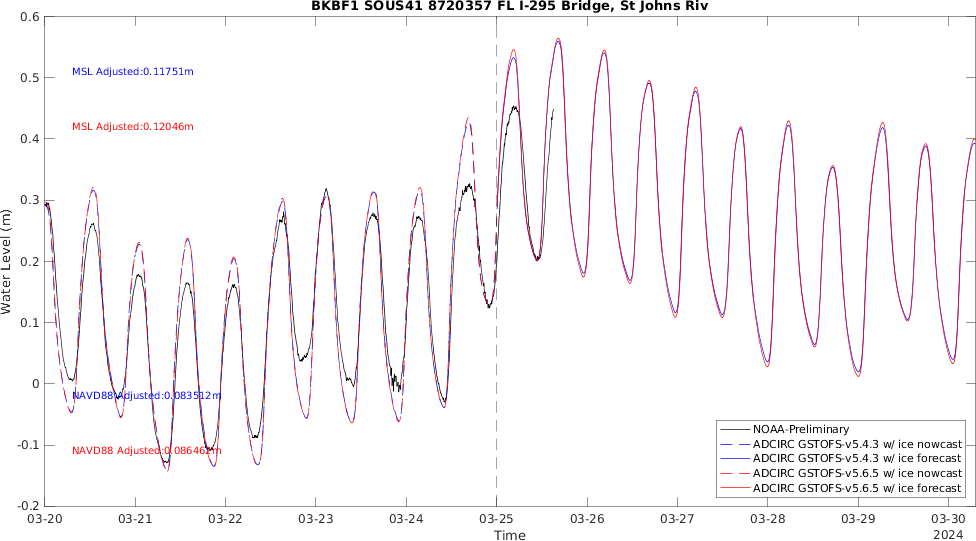 BKBF1 SOUS41 8720357 FL I-295 Bridge, St Johns Riv
0.6
0.5
0.4
0.3
0.2
0.1
0
-0.1
-0.2
Water Level (m)
MSL Adjusted:0.11751m
MSL Adjusted:0.12046m
NAVD88 Adjusted:0.083512m
NAVD88 Adjusted:0.086462m
NOAA-Preliminary
ADCIRC GSTOFS-v5.4.3 w/ ice nowcast
ADCIRC GSTOFS-v5.4.3 w/ ice forecast
ADCIRC GSTOFS-v5.6.5 w/ ice nowcast
ADCIRC GSTOFS-v5.6.5 w/ ice forecast
03-20 03-21 03-22 03-23 03-24 03-25 03-26 03-27 03-28 03-29 03-30
Time 2024